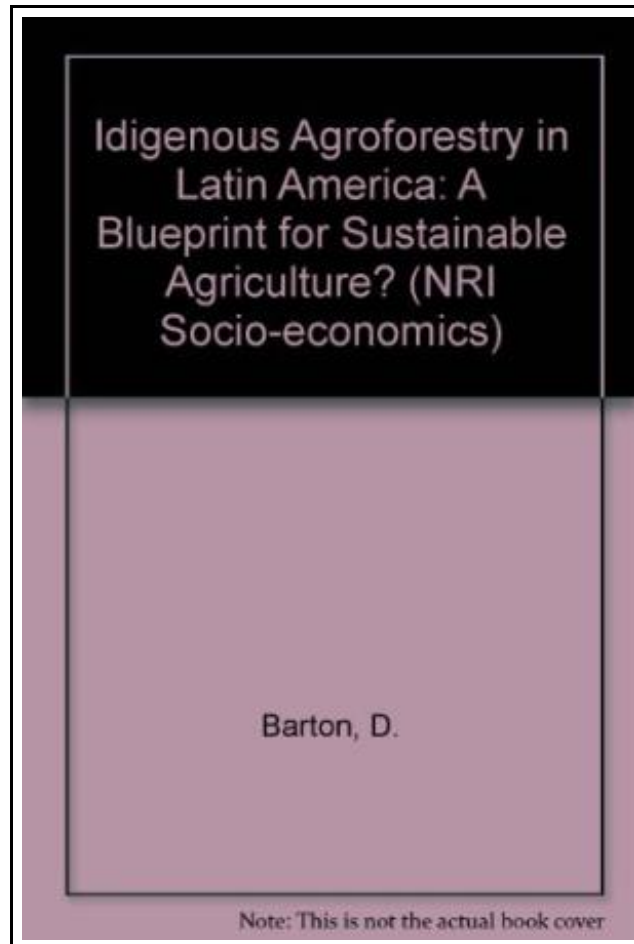 Idigenous Agroforestry in
Latin America: A
Blueprint for Sustainable
Agriculture? (NRI
Socio-economics)
Barton, D.
Note: This is not the actual book cover